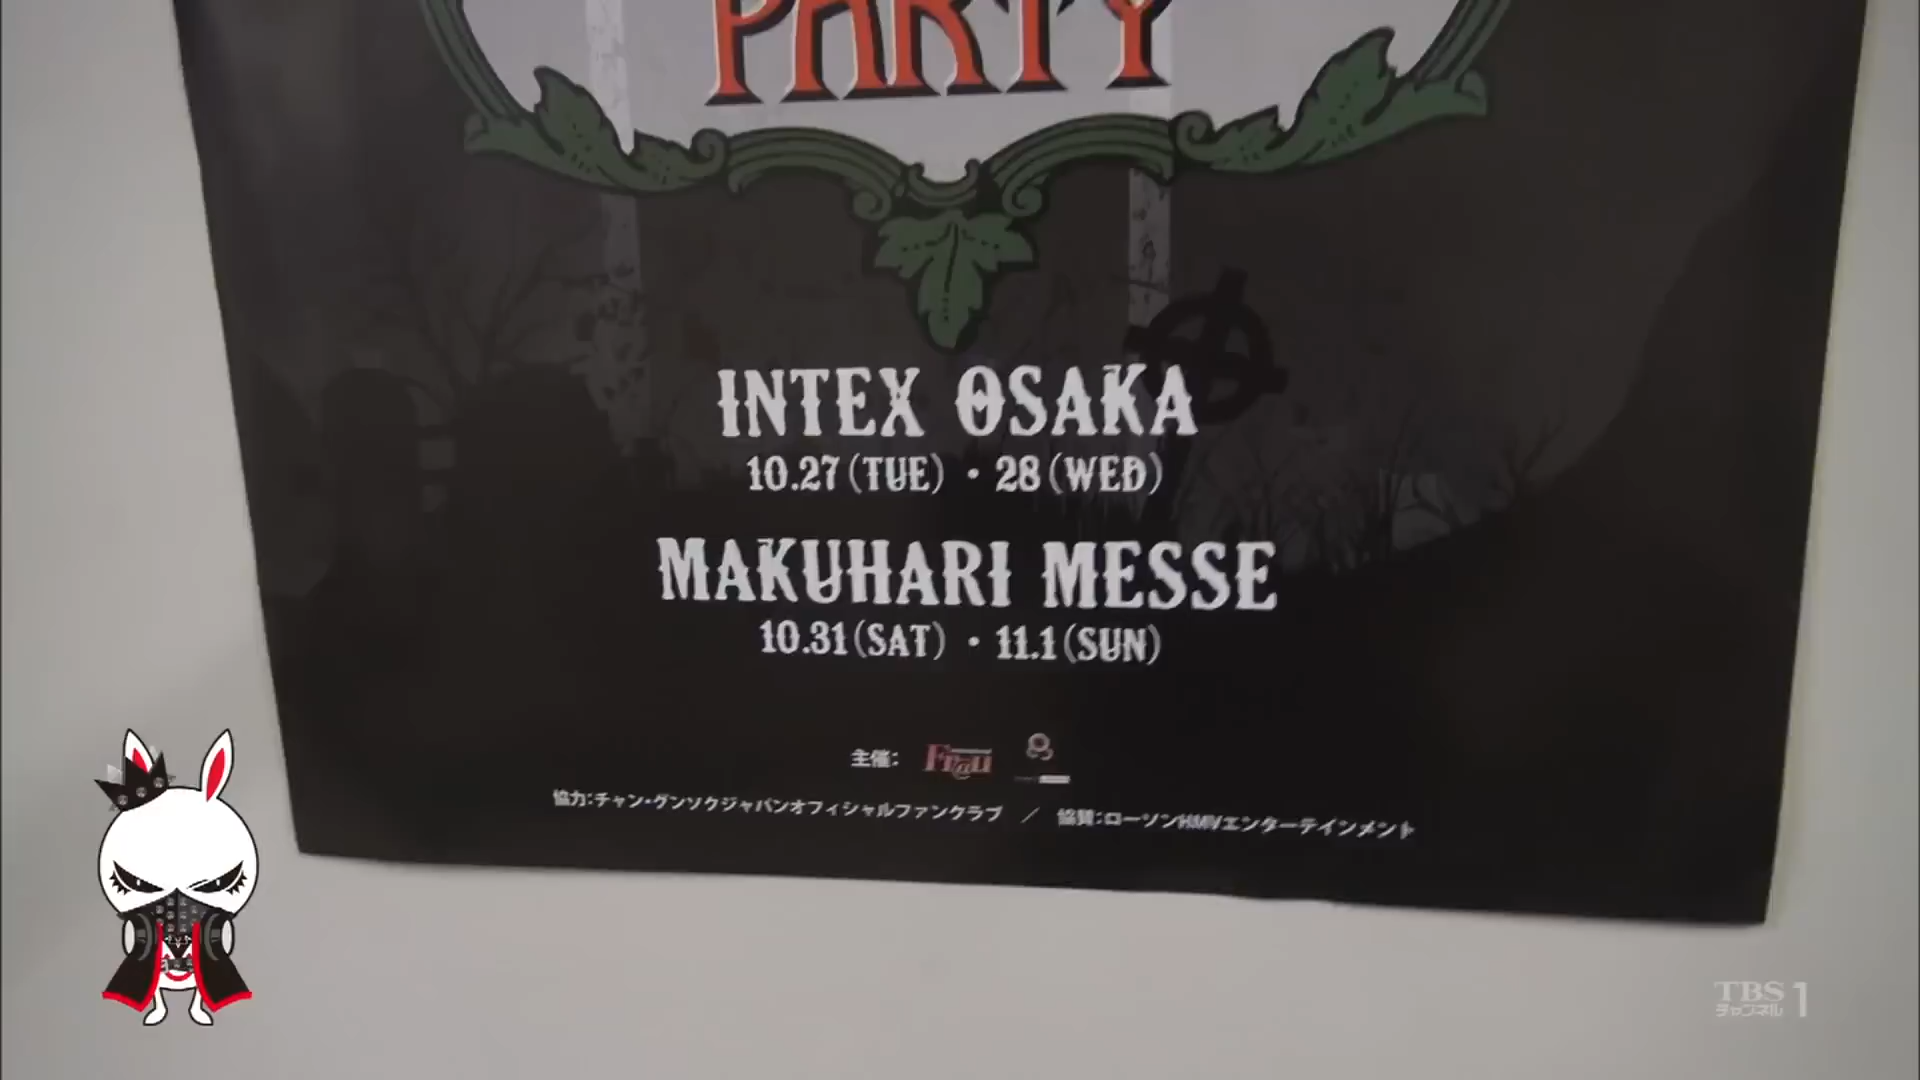 PARTY
INTEX OSAKA
10.27(TUE)・28(WED)
MAKUHARI MESSE
10.31(SAT)・11.1(SUN)
主催: Frau
協力:チャン・グンソクジャパンオフィシャルファンクラブ ／ 協賛:ローソンHMVエンターテインメント
TBS
チャンネル 1